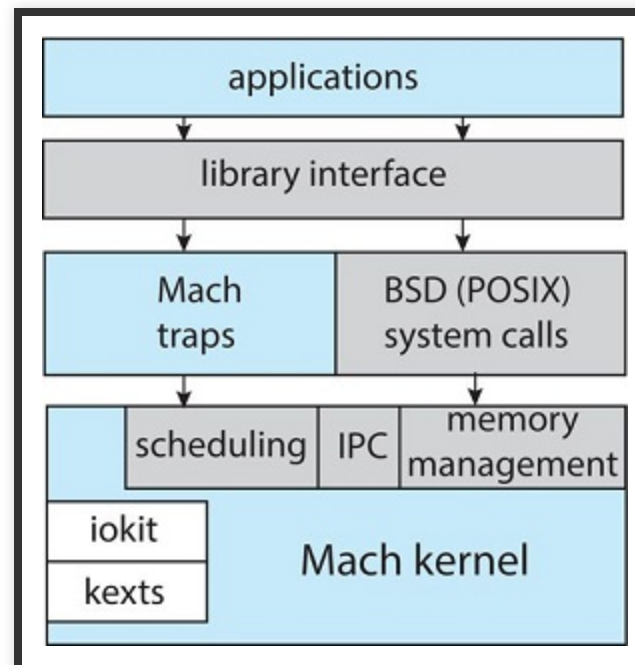 applications
library interface
Mach
traps
BSD (POSIX)
system calls
scheduling
IPC
memory
management
iokit
kexts
Mach kernel